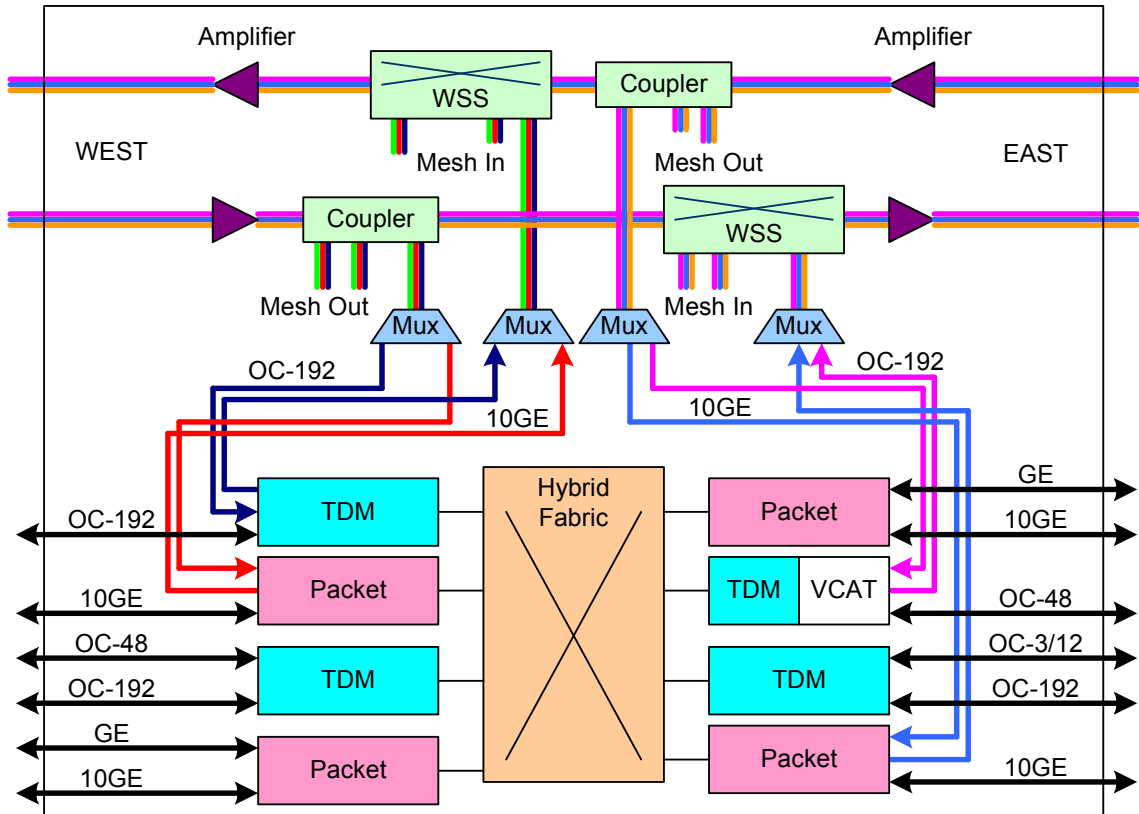 Amplifier
Amplifier
WSS
Coupler
WEST
Mesh In
Mesh Out
EAST
Coupler
WSS
Mesh Out
Mesh In
Mux
Mux
Mux
Mux
OC-192
10GE
10GE
OC-192
Hybrid
Fabric
TDM
Packet
GE
OC-192
10GE
Packet
TDM
VCAT
10GE
OC-48
OC-48
TDM
TDM
OC-3/12
OC-192
OC-192
GE
Packet
Packet
10GE
10GE